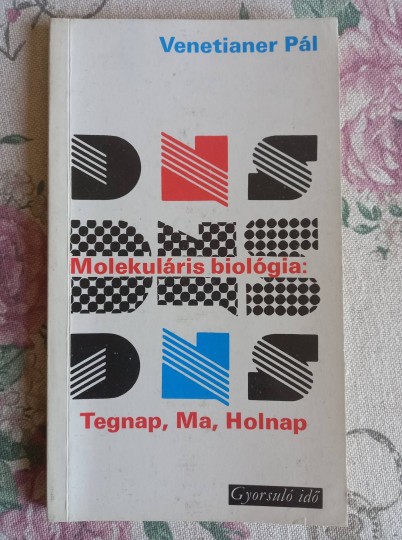 Venetianer Pál
DNS
DNS
Molekuláris biológia:
DNS
Tegnap, Ma, Holnap
Gyorsuló idő